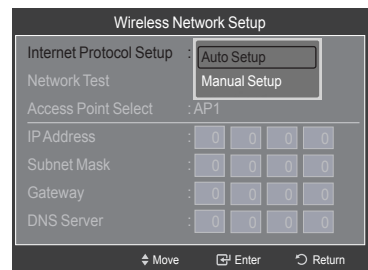 Wireless Network Setup
Internet Protocol Setup : Auto Setup
Network Test Manual Setup
Access Point Select : AP1
IP Address : 0 0 0 0
Subnet Mask : 0 0 0 0
Gateway : 0 0 0 0
DNS Server : 0 0 0 0
Move Enter Return